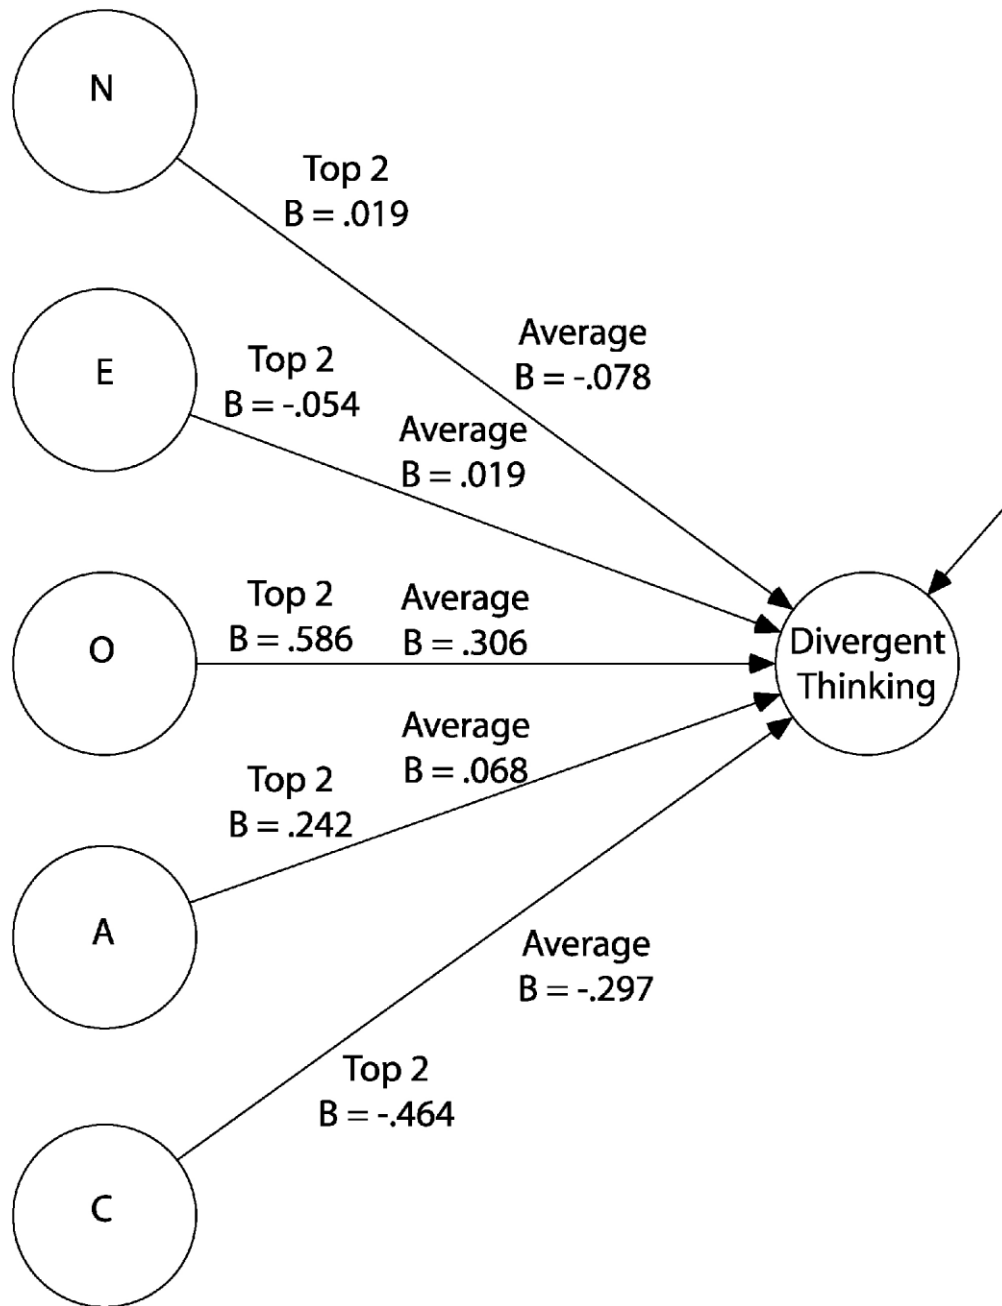 N
Top 2
B = .019
Average
B = -.078
E
Top 2
B = -.054
Average
B = .019
O
Top 2
B = .586
Average
B = .306
Divergent
Thinking
A
Top 2
B = .242
Average
B = .068
C
Top 2
B = -.464
Average
B = -.297